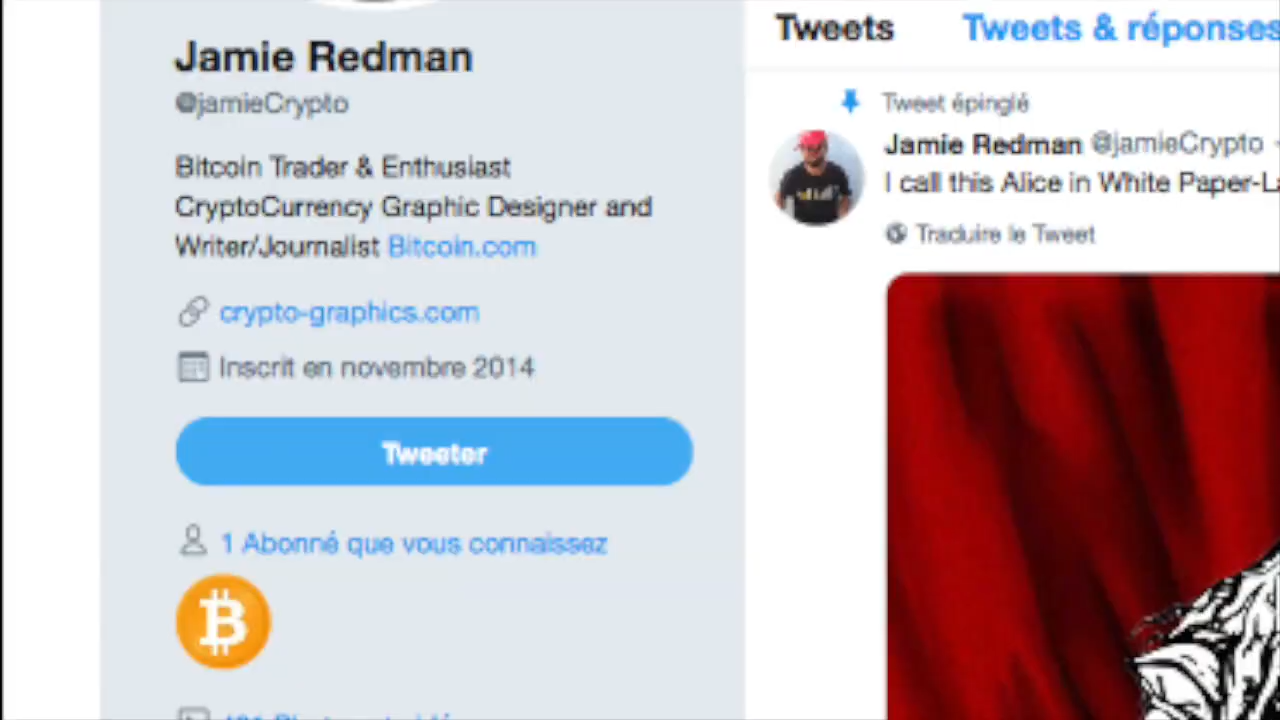 Jamie Redman
@jamieCrypto
Bitcoin Trader & Enthusiast
CryptoCurrency Graphic Designer and
Writer/Journalist Bitcoin.com
crypto-graphics.com
Inscrit en novembre 2014
Tweeter
1 Abonné que vous connaissez
Tweets Tweets & réponses
Tweet épinglé
Jamie Redman @jamieCrypto
I call this Alice in White Paper-La
Traduire le Tweet